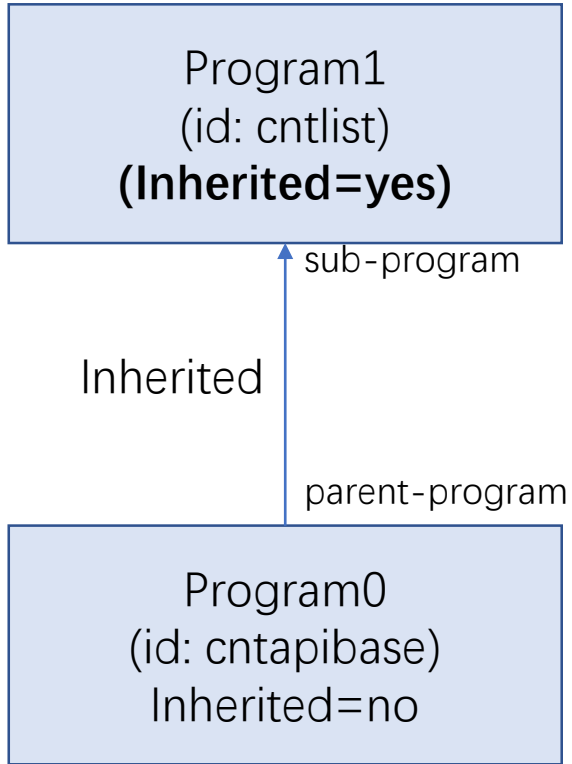 Program1
(id: cntlist)
(Inherited=yes)
sub-program
Inherited
parent-program
Program0
(id: cntapibase)
Inherited=no